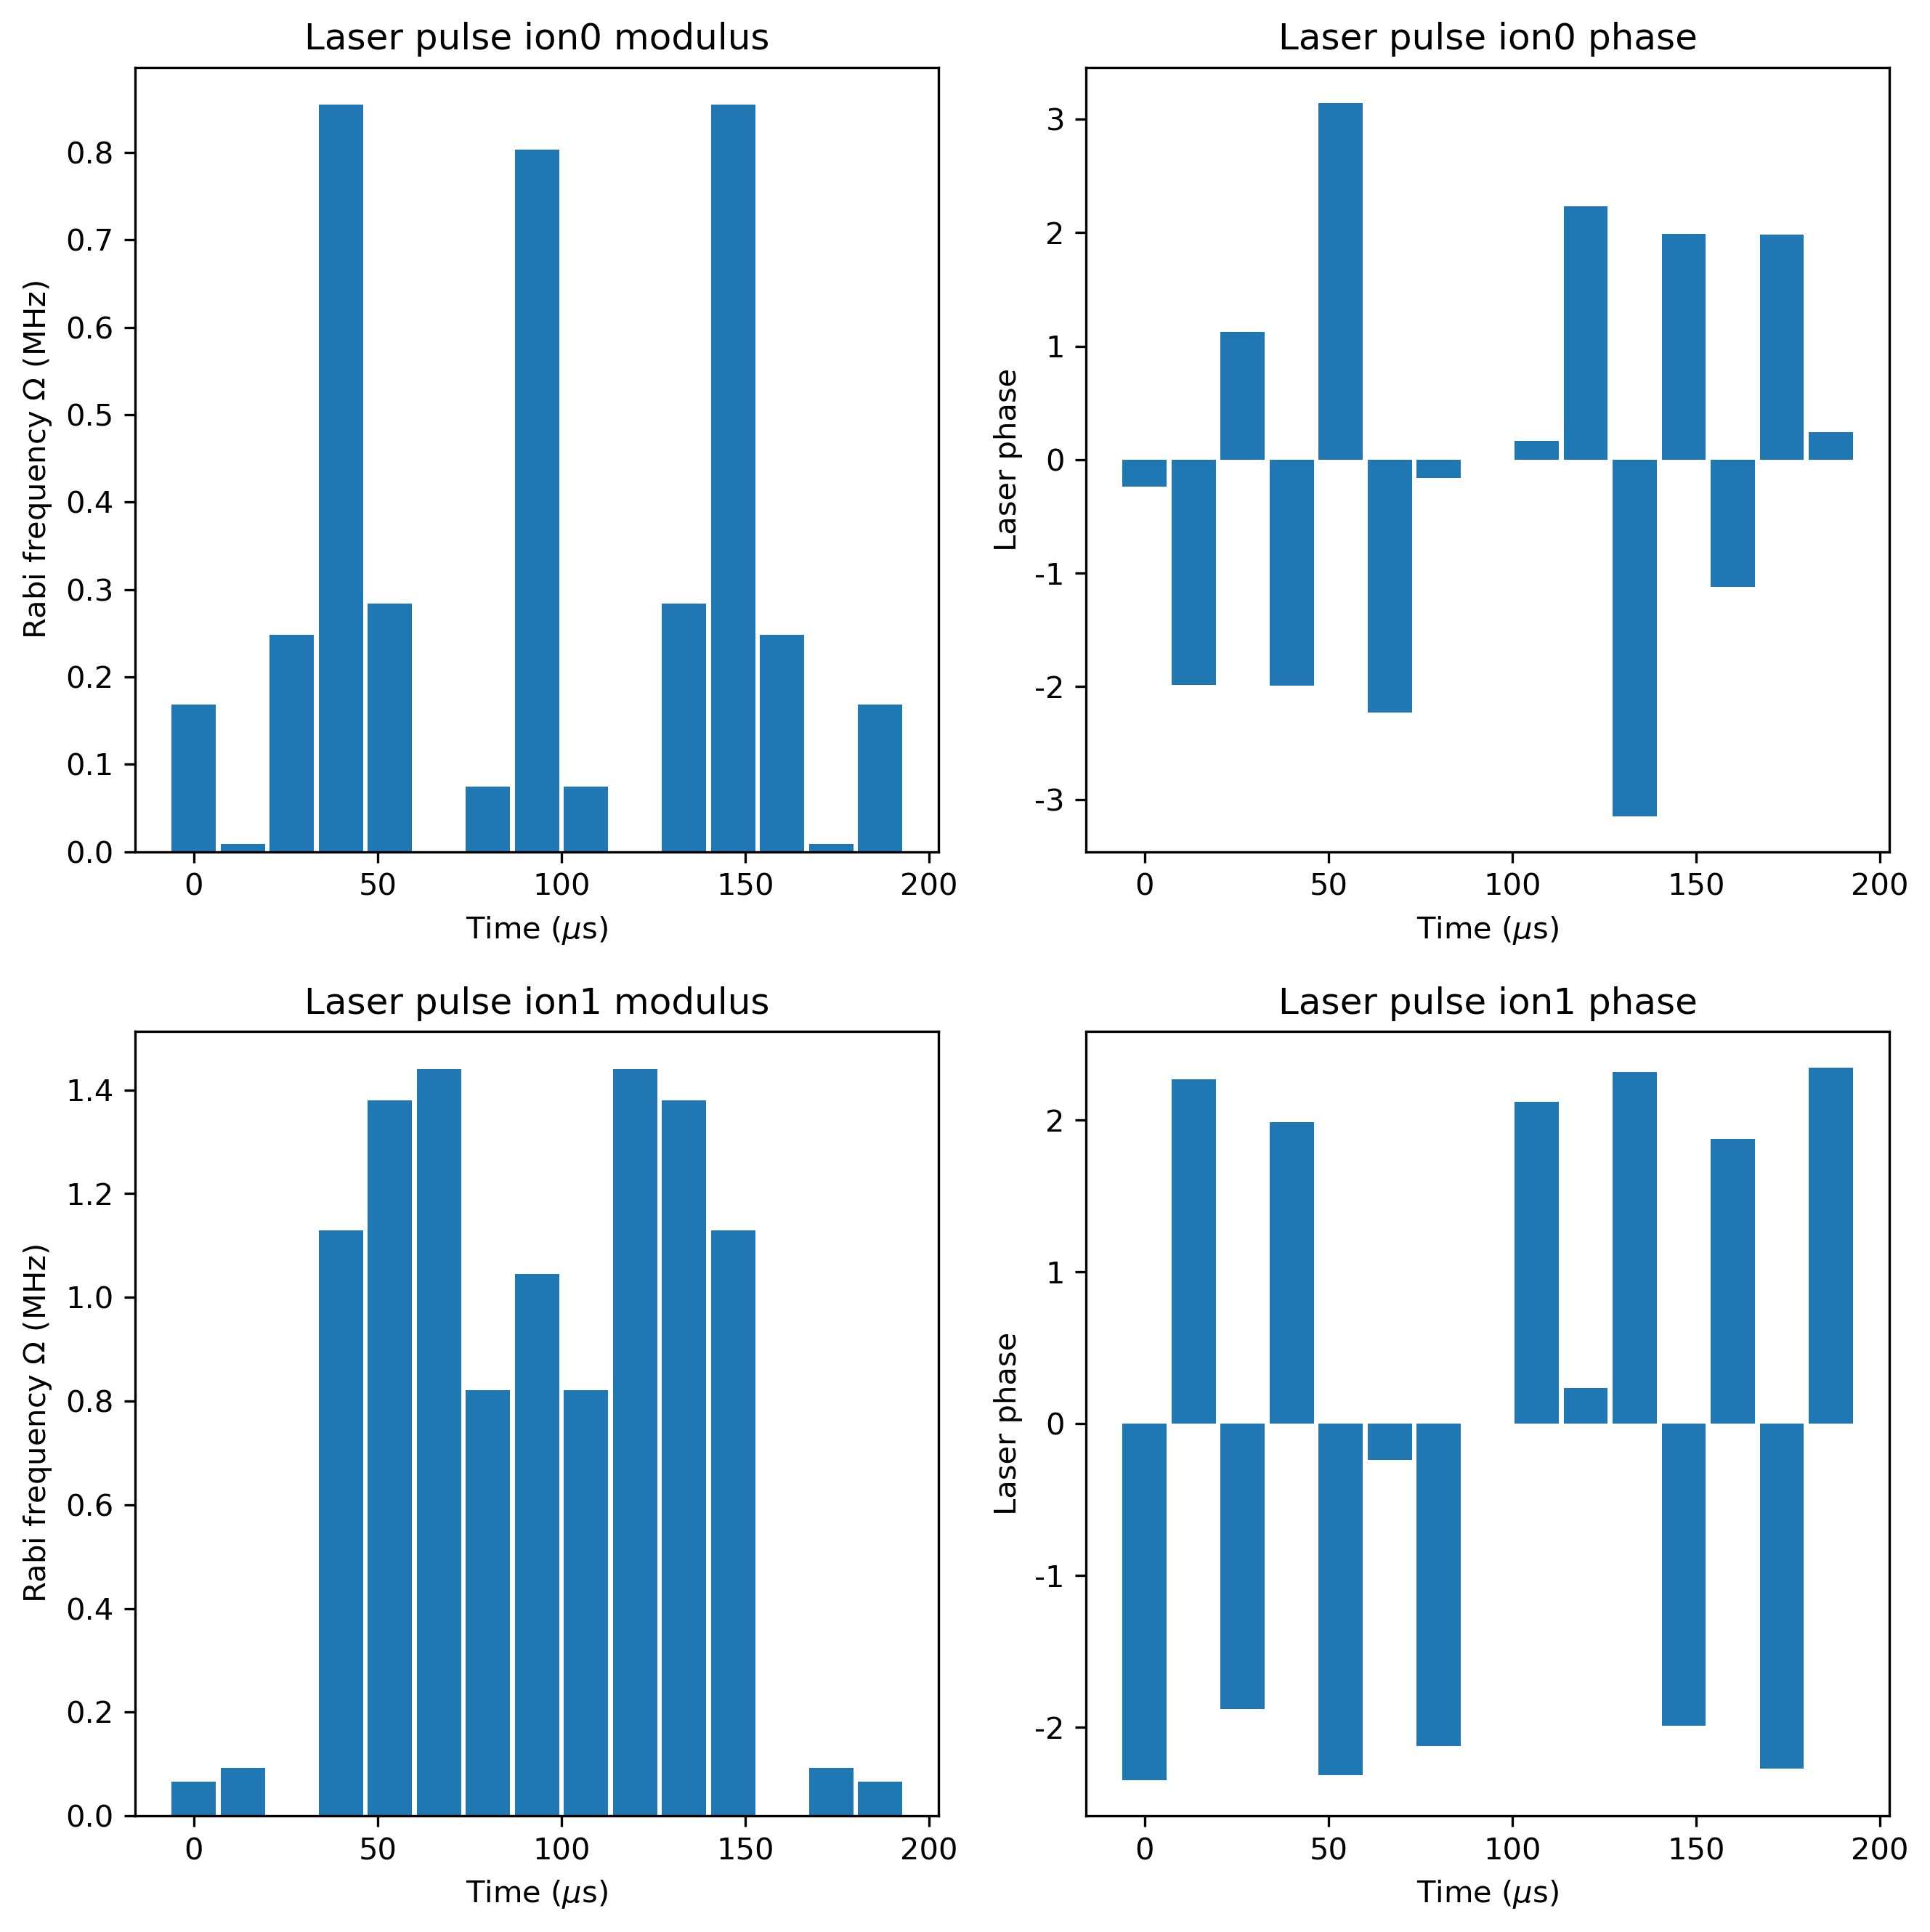 Laser pulse ion0 modulus
Rabi frequency Ω (MHz)
0.8
0.7
0.6
0.5
0.4
0.3
0.2
0.1
0.0
0 50 100 150 200
Time (μs)
Laser pulse ion0 phase
Laser phase
3
2
1
0
-1
-2
-3
0 50 100 150 200
Time (μs)
Laser pulse ion1 modulus
Rabi frequency Ω (MHz)
1.4
1.2
1.0
0.8
0.6
0.4
0.2
0.0
0 50 100 150 200
Time (μs)
Laser pulse ion1 phase
Laser phase
2
1
0
-1
-2
0 50 100 150 200
Time (μs)